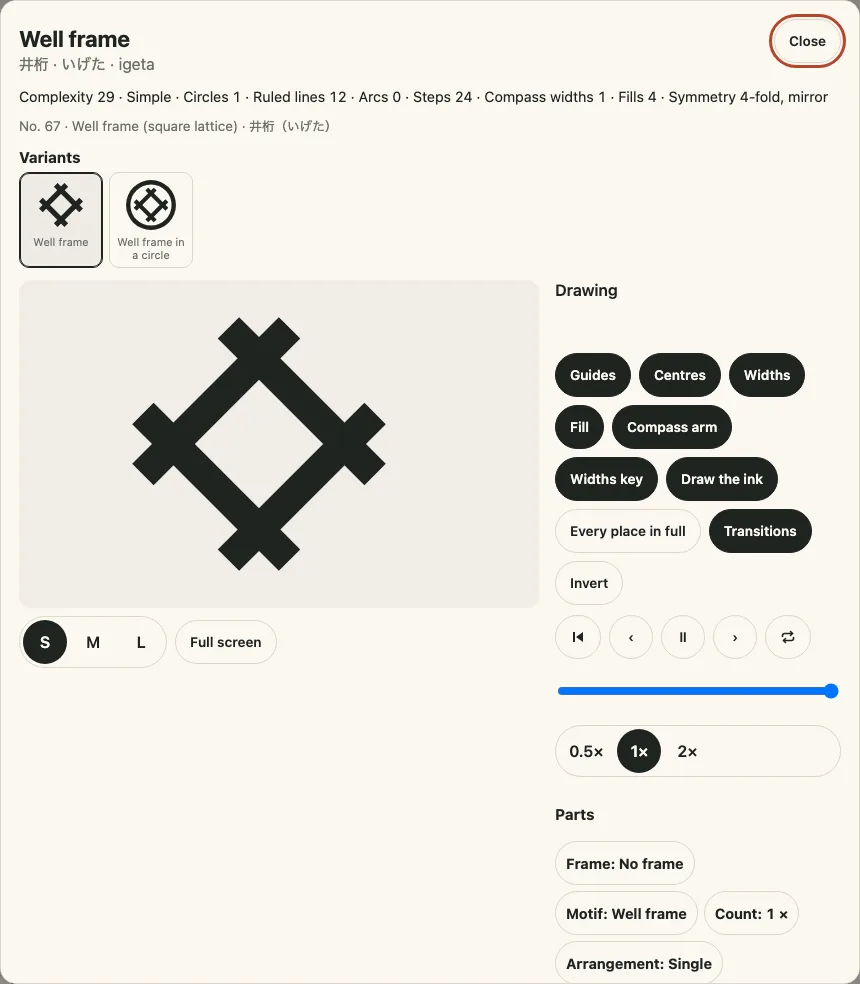 Well frame
Close
井桁 · いげた · igeta
Complexity 29 · Simple · Circles 1 · Ruled lines 12 · Arcs 0 · Steps 24 · Compass widths 1 · Fills 4 · Symmetry 4-fold, mirror
No. 67 · Well frame (square lattice) · 井桁（いげた）
Variants
Well frame
Well frame in
a circle
Drawing
Guides
Centres
Widths
Fill
Compass arm
Widths key
Draw the ink
Every place in full
Transitions
Invert
S
M
L
Full screen
0.5×
1×
2×
Parts
Frame: No frame
Motif: Well frame
Count: 1 ×
Arrangement: Single